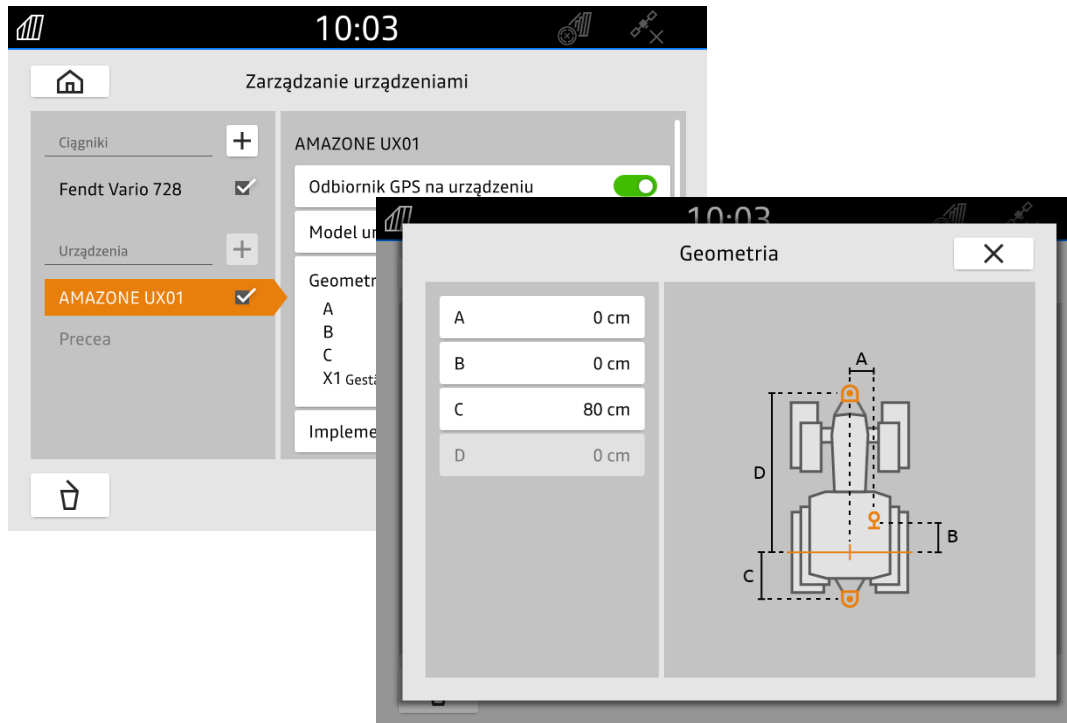 10:03
Zarządzanie urządzeniami
Ciągniki
Fendt Vario 728
Urządzenia
AMAZONE UX01
Precea
AMAZONE UX01
Odbiornik GPS na urządzeniu
Model
Geometr
A
B
C
X1 Gest
Impleme
10:03
Geometria
A 0 cm
B 0 cm
C 80 cm
D 0 cm
A
D
B
C